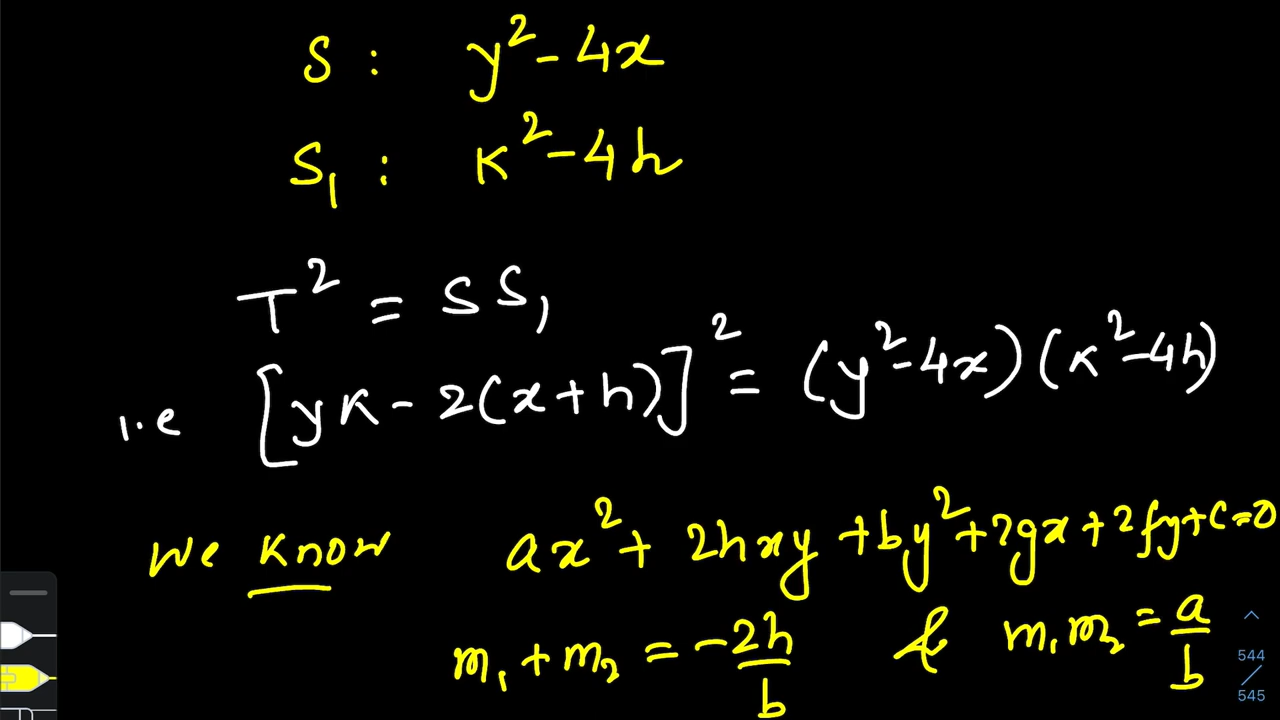 S : y² - 4x
S₁ : K² - 4h
T² = S S₁
i.e [yK - 2(x+h)]² = (y² - 4x)(K² - 4h)
We know ax² + 2hxy + by² + 2gx + 2fy + c = 0
m₁ + m₂ = -2h/b & m₁m₂ = a/b
544
/
545